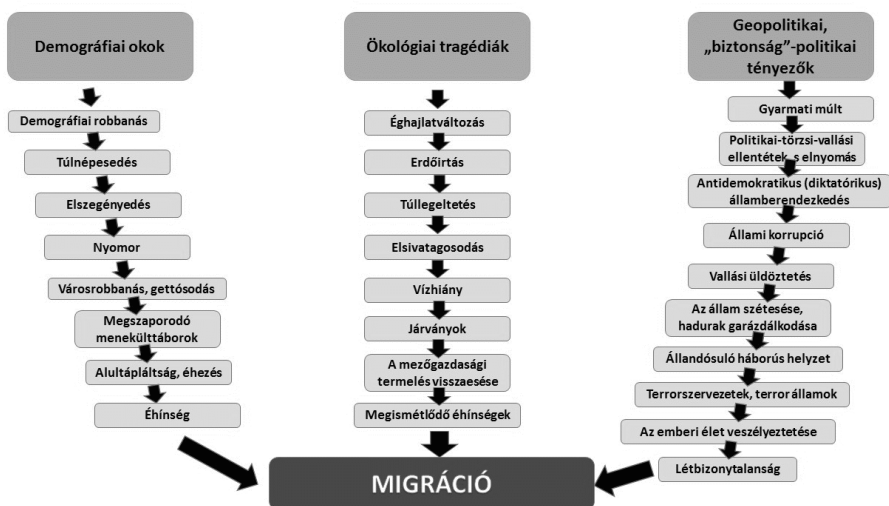 Demográfiai okok
Demográfiai robbanás
Túlnépesedés
Elszegényedés
Nyomor
Városrobbanás, gettósodás
Megszaporodó
menekülttáborok
Alultápláltság, éhezés
Éhínség
Ökológiai tragédiák
Éghajlatváltozás
Erdőirtás
Túllegeltetés
Elsivatagosodás
Vízhiány
Járványok
A mezőgazdasági
termelés visszaesése
Megismétlődő éhínségek
Geopolitikai,
„biztonság”-politikai
tényezők
Gyarmati múlt
Politikai-törzsi-vallási
ellentétek, s elnyomás
Antidemokratikus (diktatórikus)
államberendezkedés
Állami korrupció
Vallási üldöztetés
Az állam szétesése,
hadurak garázdálkodása
Állandósuló háborús helyzet
Terrorszervezetek, terror államok
Az emberi élet veszélyeztetése
Létbizonytalanság
MIGRÁCIÓ